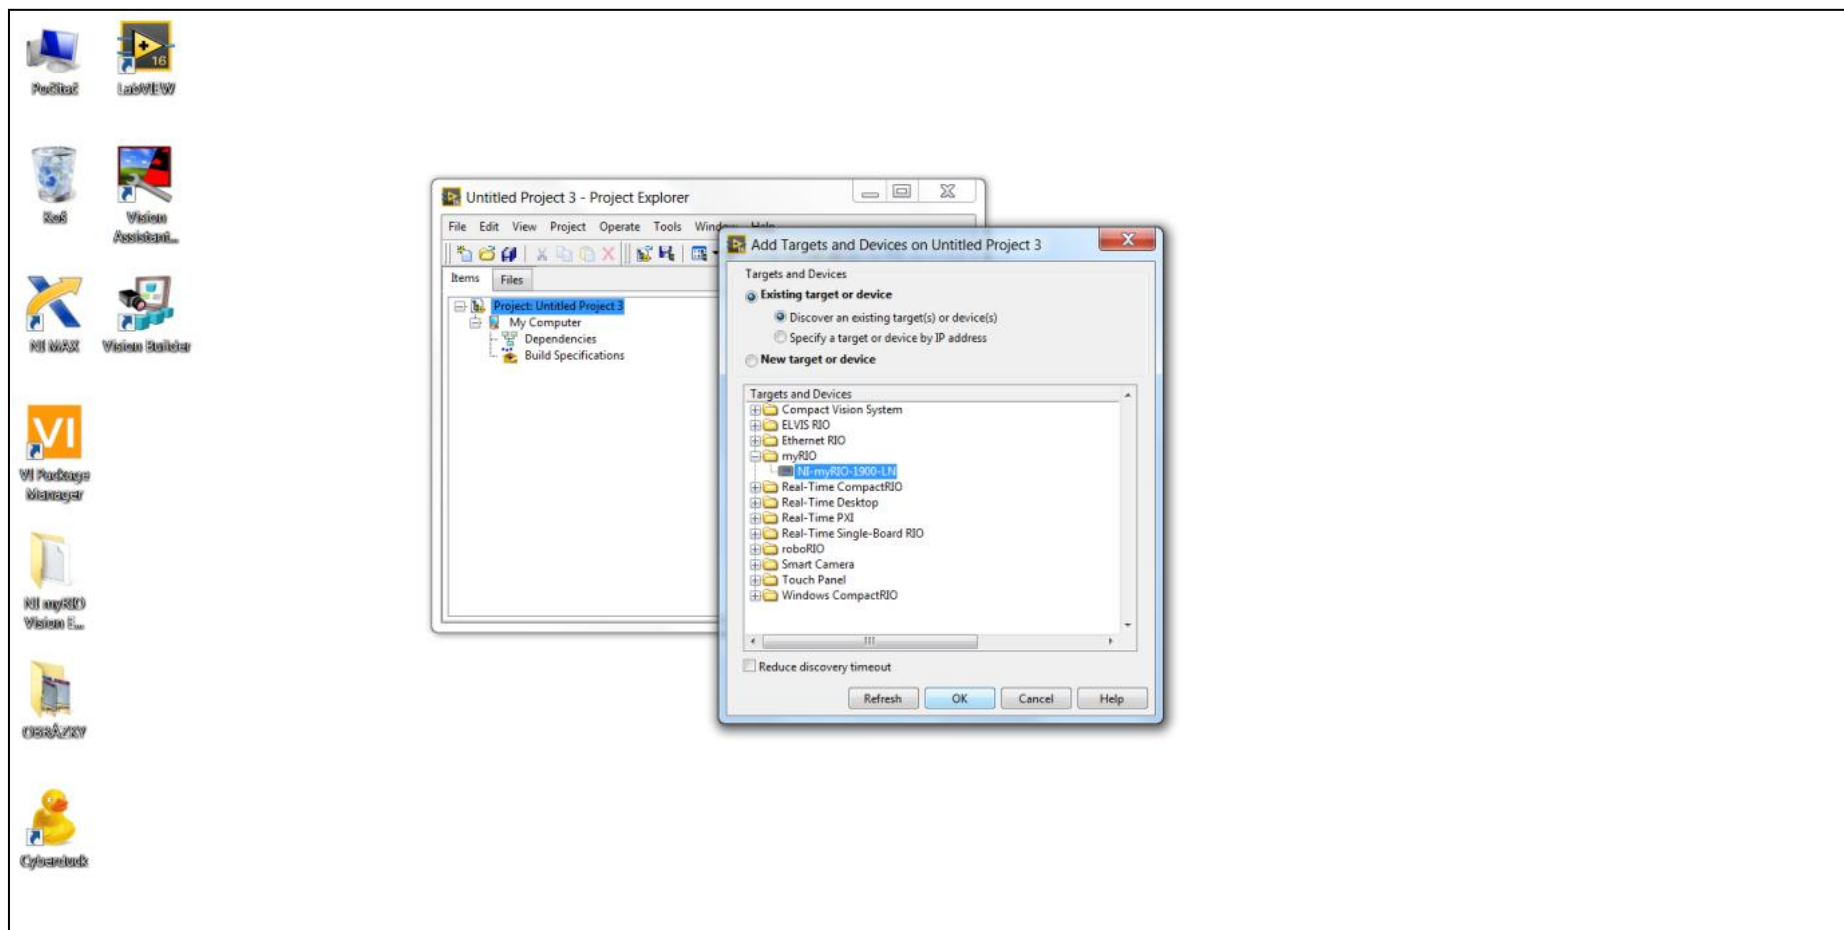 Počítač
LabVIEW
16
Koš
Vision
Assistant...
NI MAX
Vision Builder
VI
VI Package
Manager
NI myRIO
Vision E...
OBRÁZKY
Cyberduck
Untitled Project 3 - Project Explorer
File Edit View Project Operate Tools Window Help
Items Files
Project: Untitled Project 3
My Computer
Dependencies
Build Specifications
Add Targets and Devices on Untitled Project 3
Targets and Devices
Existing target or device
Discover an existing target(s) or device(s)
Specify a target or device by IP address
New target or device
Targets and Devices
Compact Vision System
ELVIS RIO
Ethernet RIO
myRIO
NI-myRIO-1900-LN
Real-Time CompactRIO
Real-Time Desktop
Real-Time PXI
Real-Time Single-Board RIO
roboRIO
Smart Camera
Touch Panel
Windows CompactRIO
Reduce discovery timeout
Refresh OK Cancel Help